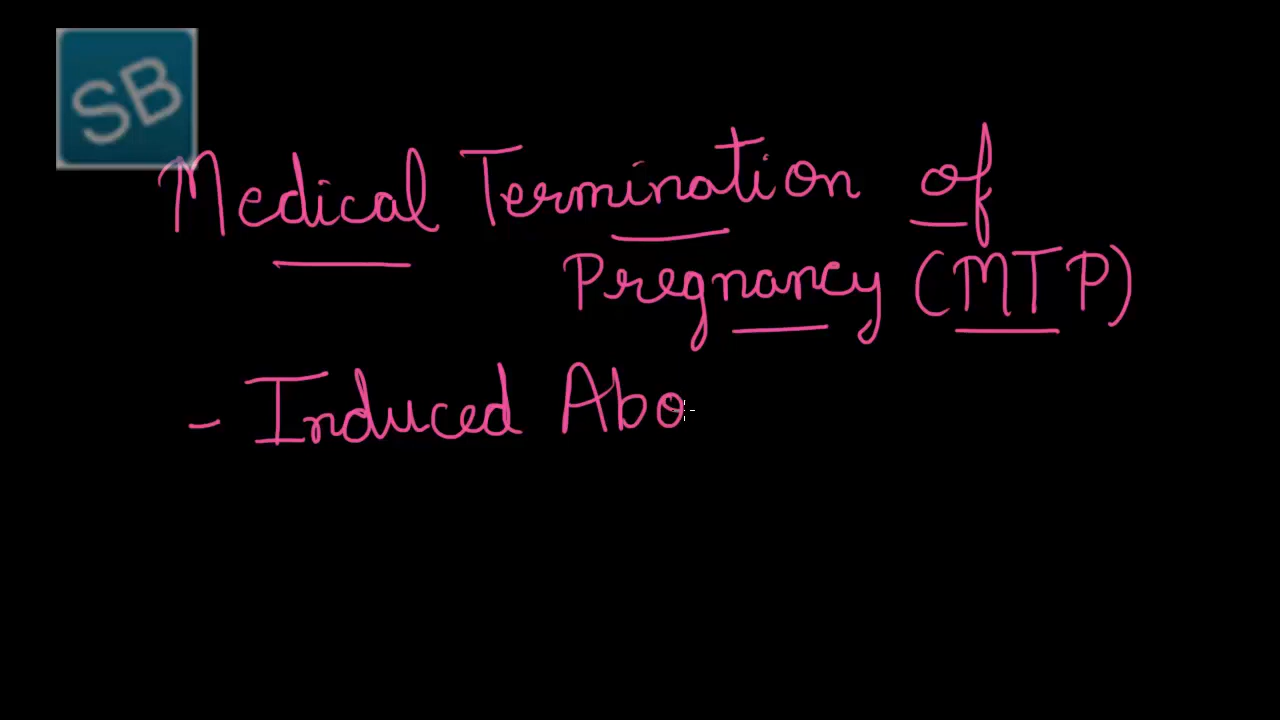 SB
Medical Termination of
Pregnancy (MTP)
- Induced Abo